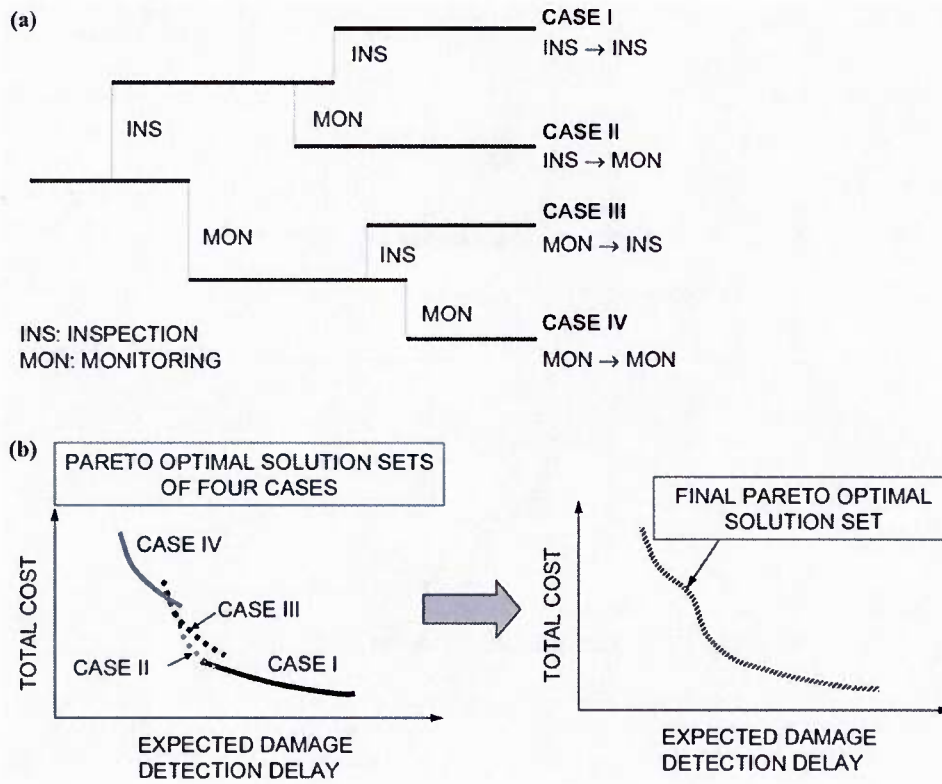 (a)
CASE I
INS → INS
INS
INS
MON
CASE II
INS → MON
CASE III
MON → INS
MON
INS
MON
CASE IV
MON → MON
INS: INSPECTION
MON: MONITORING
(b)
PARETO OPTIMAL SOLUTION SETS
OF FOUR CASES
TOTAL COST
CASE IV
CASE III
CASE II
CASE I
EXPECTED DAMAGE
DETECTION DELAY
FINAL PARETO OPTIMAL
SOLUTION SET
TOTAL COST
EXPECTED DAMAGE
DETECTION DELAY